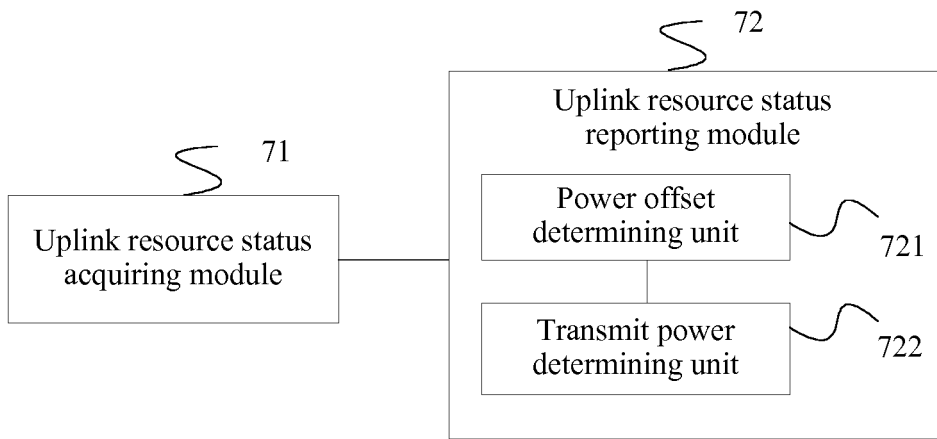 72
Uplink resource status
reporting module
71
Uplink resource status
acquiring module
Power offset
determining unit
721
Transmit power
determining unit
722